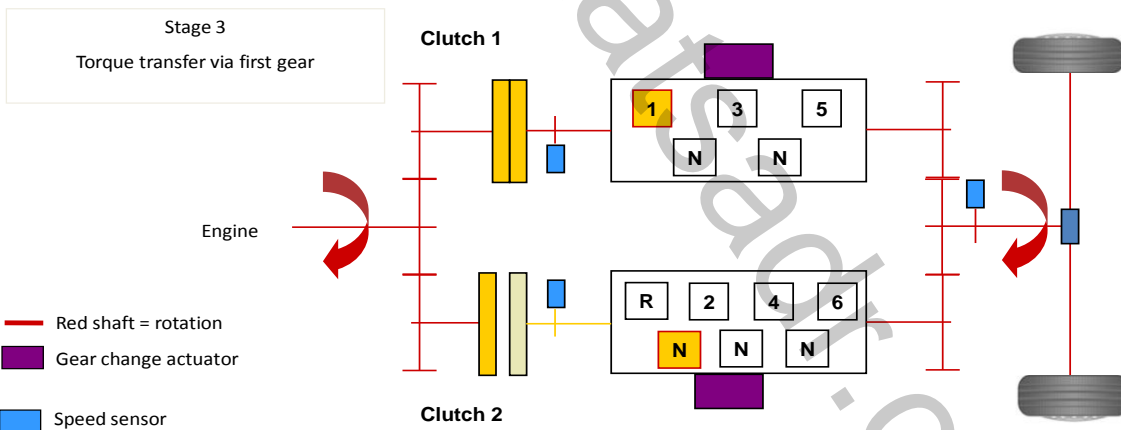 Stage 3
Torque transfer via first gear
Clutch 1
1 3 5
N N
Engine
R 2 4 6
N N N
Red shaft = rotation
Gear change actuator
Speed sensor
Clutch 2